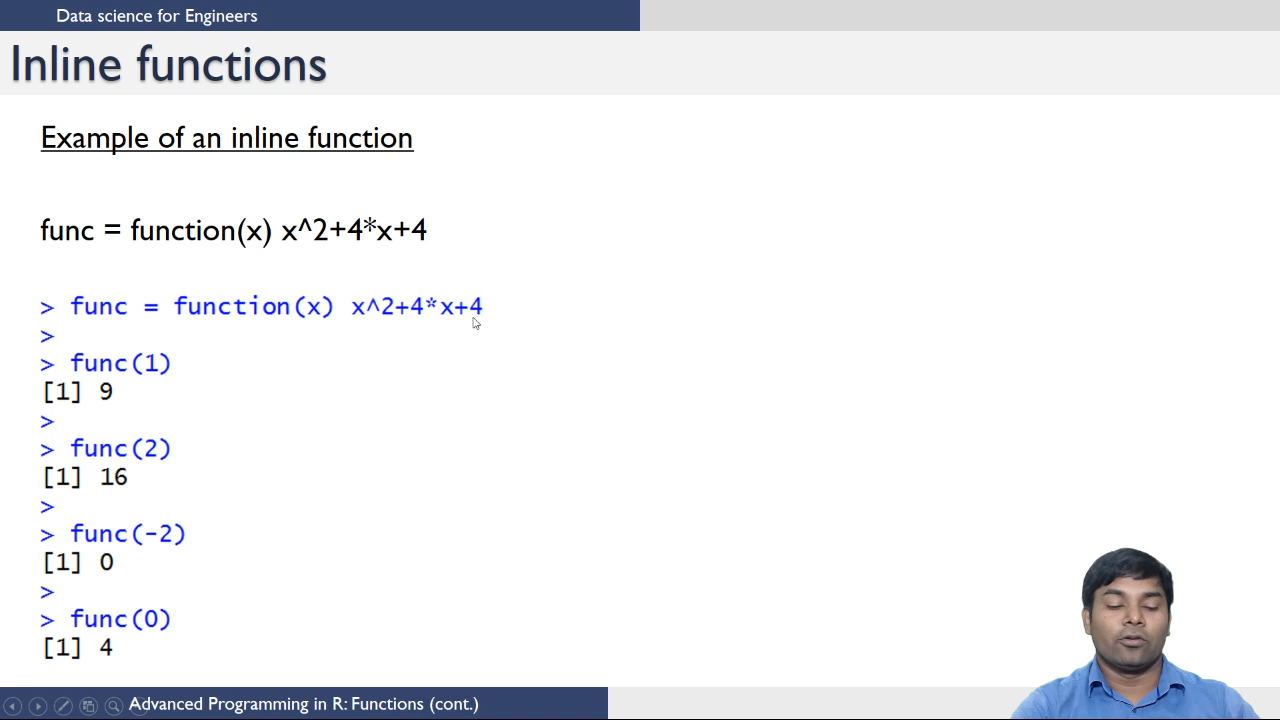 Data science for Engineers
Inline functions
Example of an inline function
func = function(x) x^2+4*x+4
> func = function(x) x^2+4*x+4
>
> func(1)
[1] 9
>
> func(2)
[1] 16
>
> func(-2)
[1] 0
>
> func(0)
[1] 4
Advanced Programming in R: Functions (cont.)